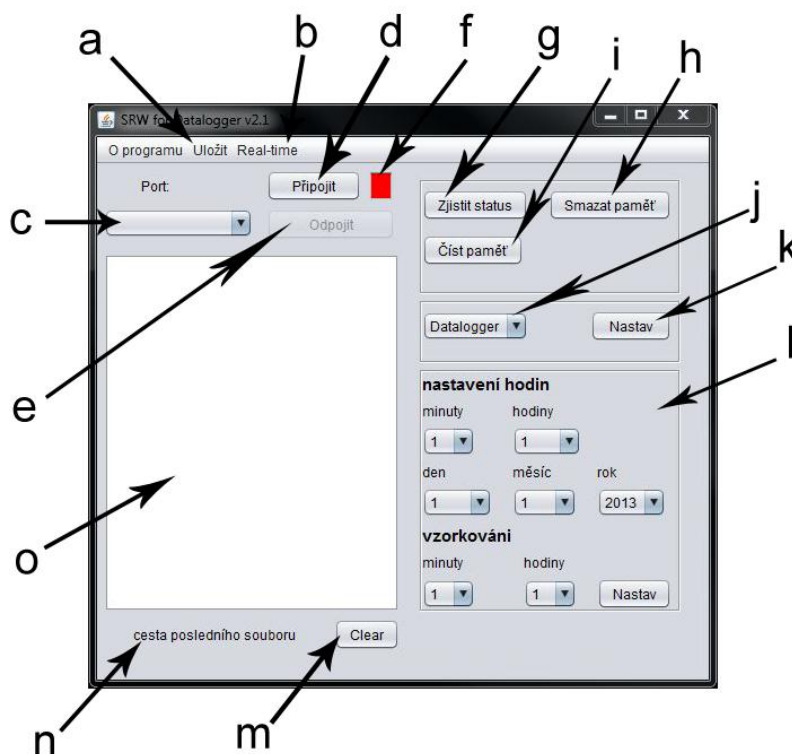 a
b
d
f
g
i
h
SRW for Datalogger v2.1
O programu Uložit Real-time
Port:
Připojit
Zjistit status
Smazat paměť
c
Odpojit
j
Číst paměť
k
Datalogger
Nastav
l
e
nastavení hodin
minuty hodiny
1 1
den měsíc rok
1 1 2013
o
vzorkováni
minuty hodiny
1 1 Nastav
cesta posledního souboru
Clear
n
m